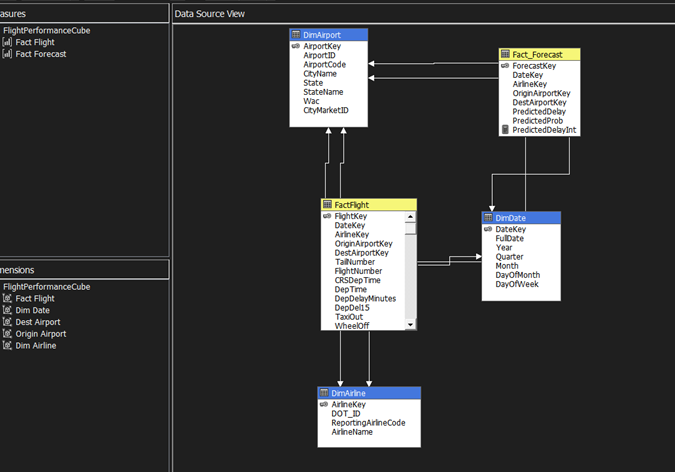 asures
FlightPerformanceCube
Fact Flight
Fact Forecast
mensions
FlightPerformanceCube
Fact Flight
Dim Date
Dest Airport
Origin Airport
Dim Airline
Data Source View
DimAirport
AirportKey
AirportID
AirportCode
CityName
State
StateName
Wac
CityMarketID
Fact_Forecast
ForecastKey
DateKey
AirlineKey
OriginAirportKey
DestAirportKey
PredictedDelay
PredictedProb
PredictedDelayInt
FactFlight
FlightKey
DateKey
AirlineKey
OriginAirportKey
DestAirportKey
TailNumber
FlightNumber
CRSDepTime
DepTime
DepDelayMinutes
DepDel15
TaxiOut
WheelOff
DimDate
DateKey
FullDate
Year
Quarter
Month
DayOfMonth
DayOfWeek
DimAirline
AirlineKey
DOT_ID
ReportingAirlineCode
AirlineName